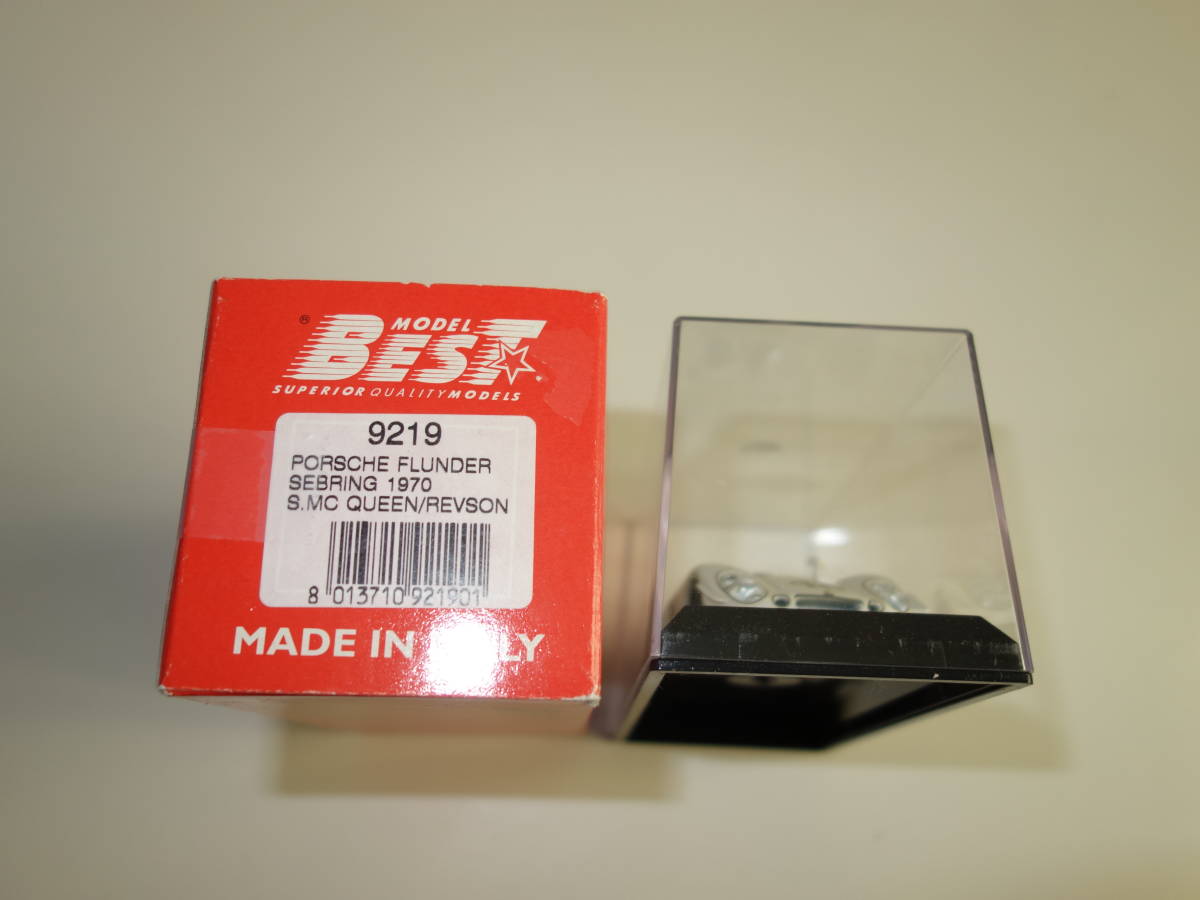 MODEL
® BEST
SUPERIOR QUALITY MODELS
9219
PORSCHE FLUNDER
SEBRING 1970
S.MC QUEEN/REVSON
8 013710 921901
MADE IN LY